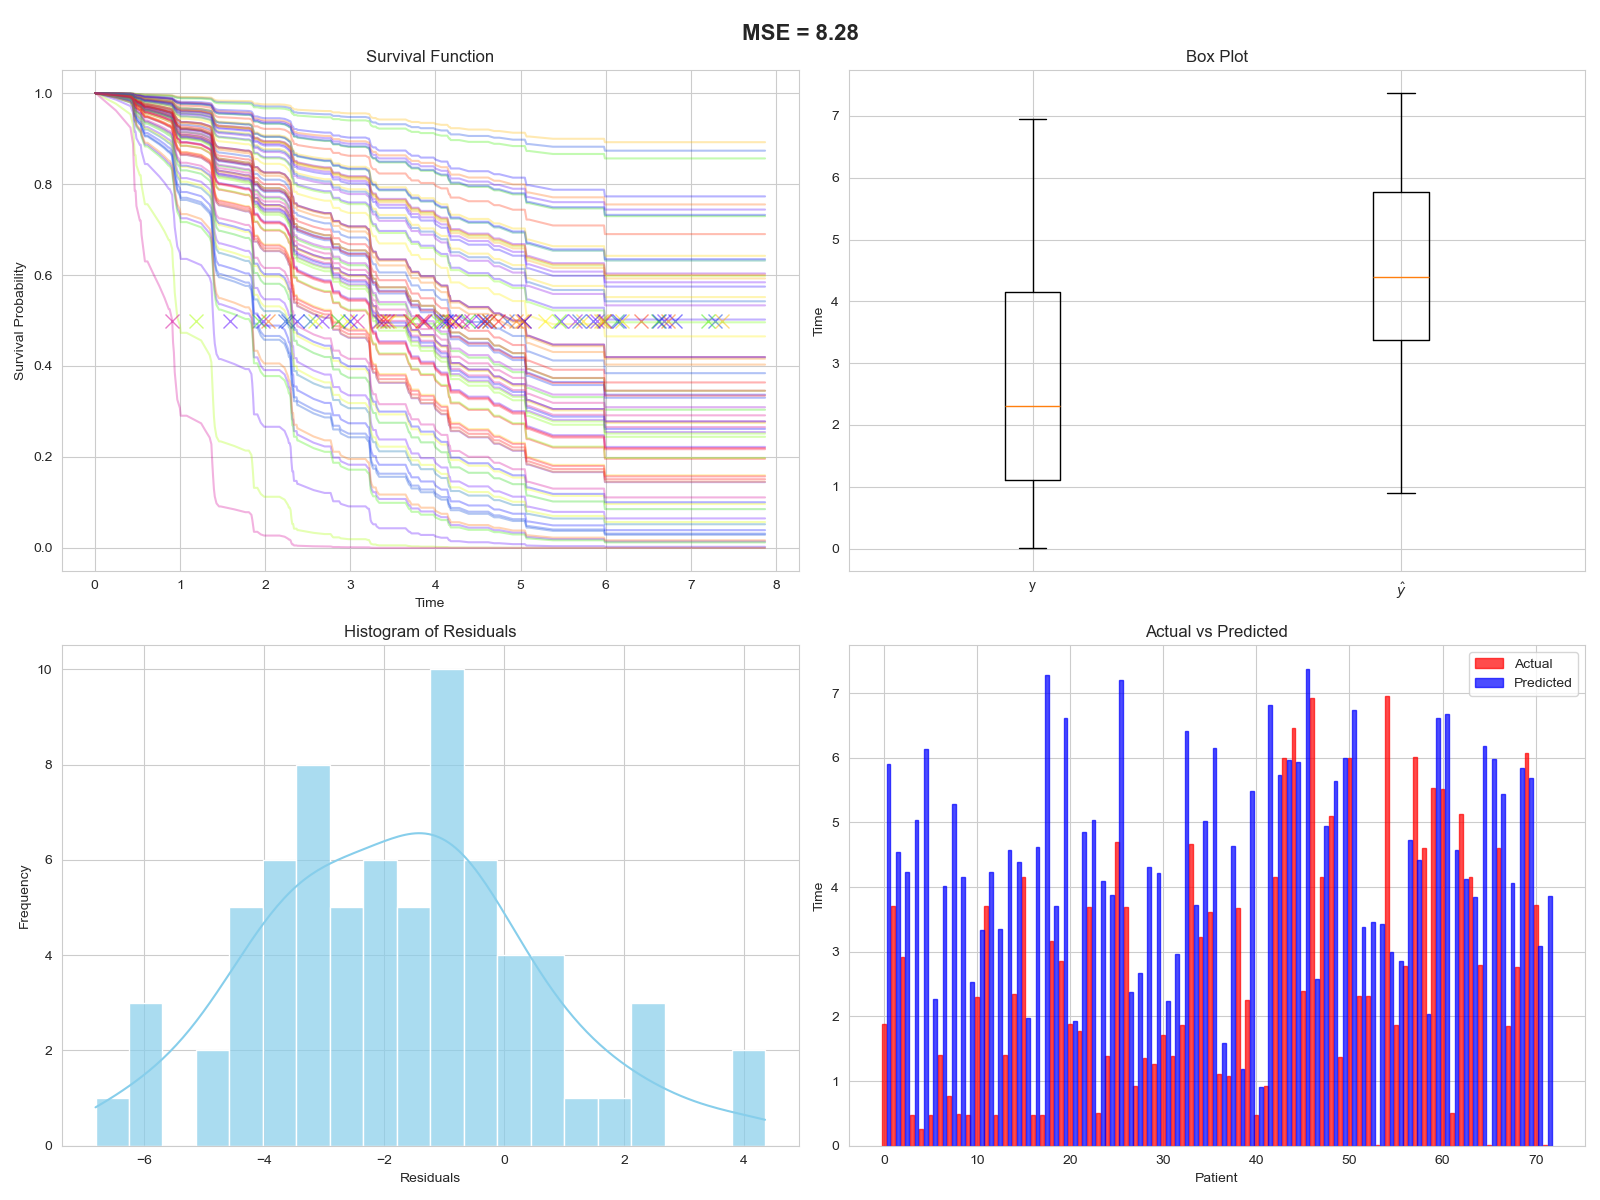 MSE = 8.28
Survival Function
Survival Probability
1.0
0.8
0.6
0.4
0.2
0.0
0 1 2 3 4 5 6 7 8
Time
Box Plot
Time
7
6
5
4
3
2
1
0
y ŷ
Histogram of Residuals
Frequency
10
8
6
4
2
0
−6 −4 −2 0 2 4
Residuals
Actual vs Predicted
Actual
Predicted
Time
7
6
5
4
3
2
1
0
0 10 20 30 40 50 60 70
Patient